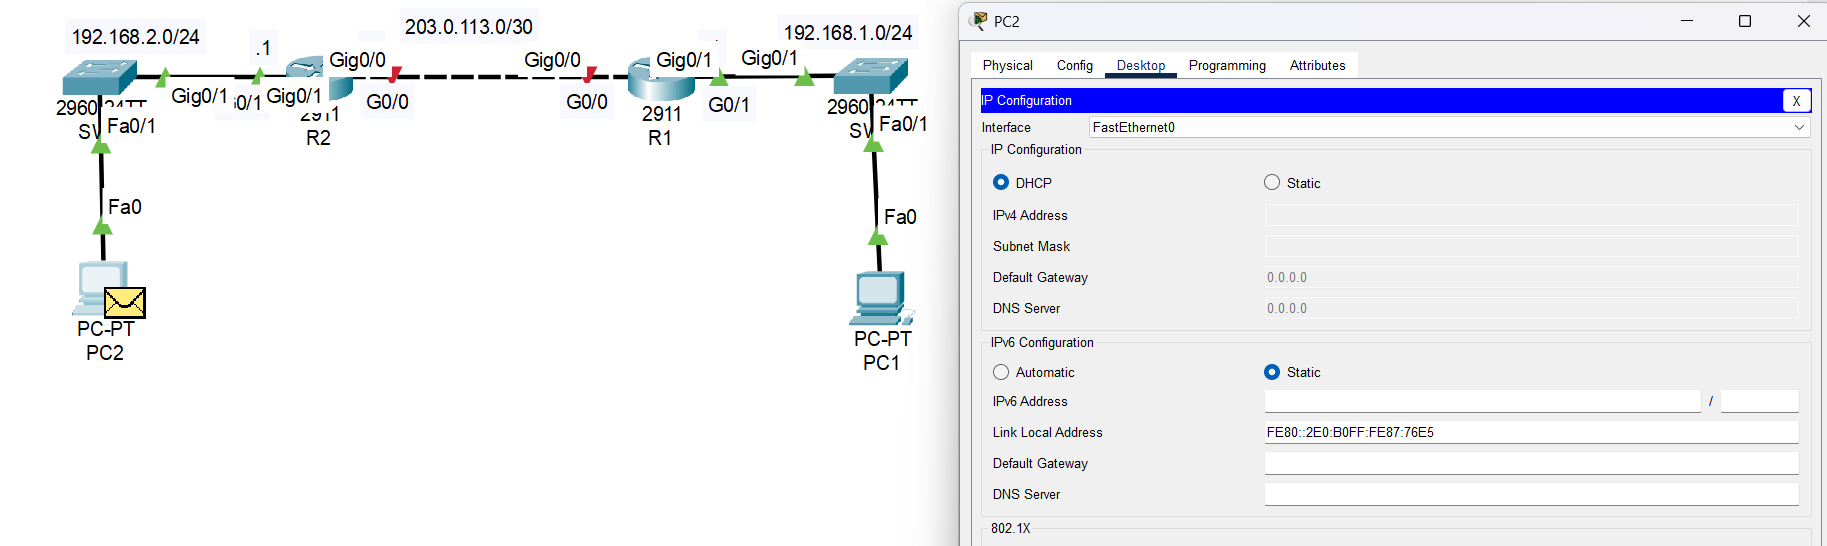 192.168.2.0/24
203.0.113.0/30
192.168.1.0/24
.1
Gig0/0
Gig0/0
Gig0/1
Gig0/1
Gig0/1
Gig0/1
G0/0
G0/0
G0/1
2960
Fa0/1
R2
2911
R1
2960
Fa0/1
Fa0
Fa0
PC-PT
PC2
PC-PT
PC1
PC2
Physical Config Desktop Programming Attributes
IP Configuration X
Interface FastEthernet0
IP Configuration
DHCP Static
IPv4 Address
Subnet Mask
Default Gateway 0.0.0.0
DNS Server 0.0.0.0
IPv6 Configuration
Automatic Static
IPv6 Address /
Link Local Address FE80::2E0:B0FF:FE87:76E5
Default Gateway
DNS Server
802.1X